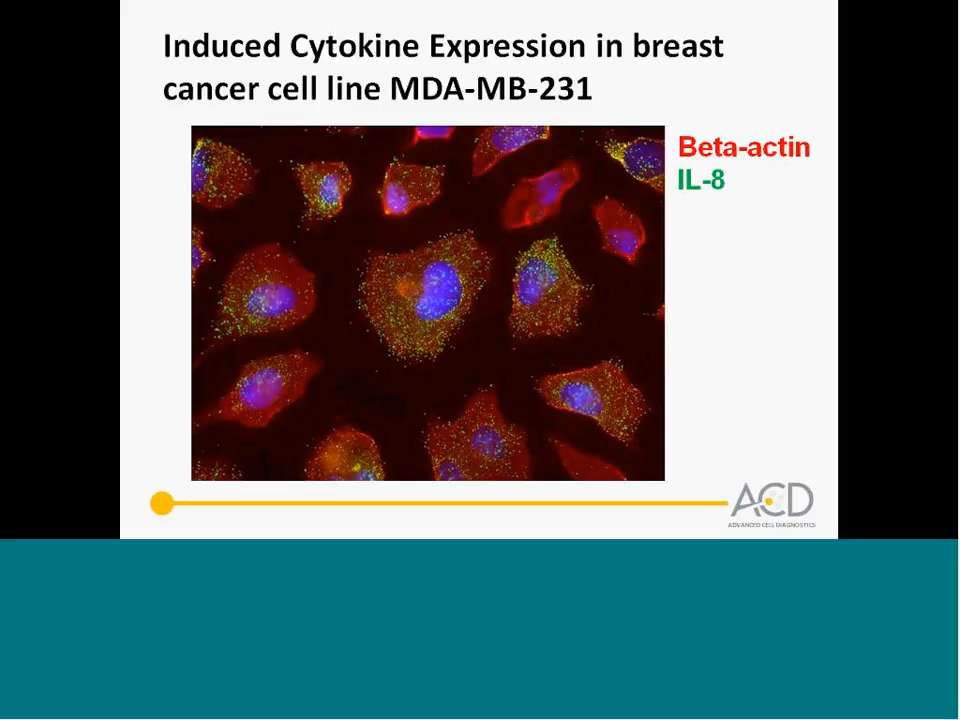 Induced Cytokine Expression in breast
cancer cell line MDA-MB-231
Beta-actin
IL-8
ACD
ADVANCED CELL DIAGNOSTICS